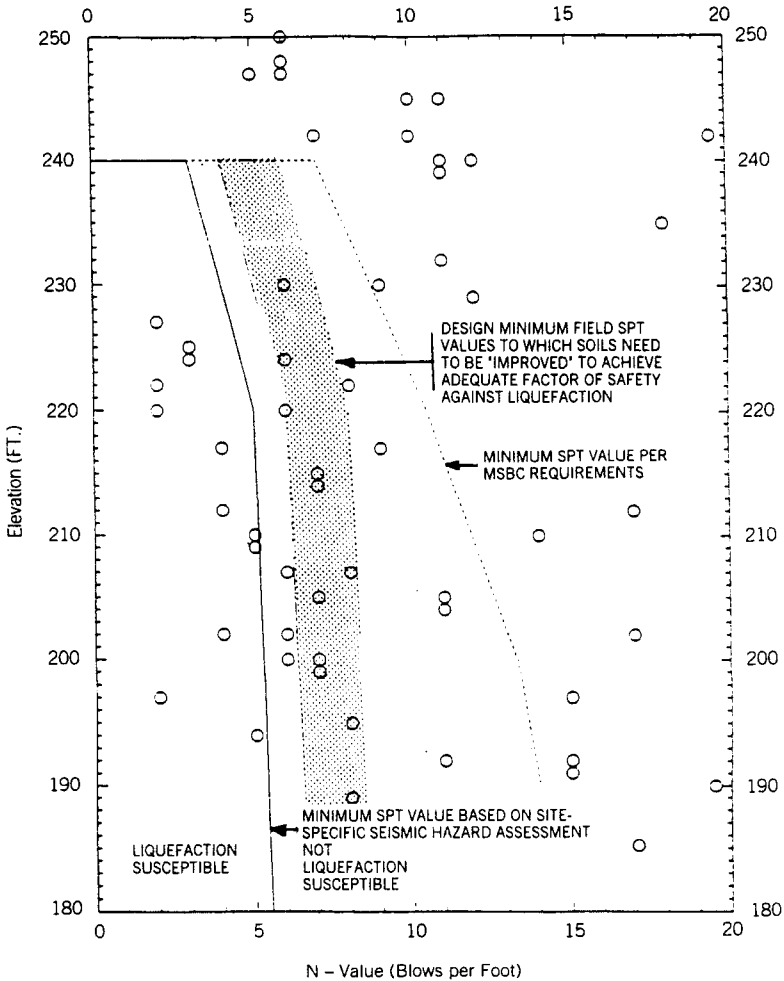 0 5 10 15 20
250 250
240 240
230 230
DESIGN MINIMUM FIELD SPT
VALUES TO WHICH SOILS NEED
TO BE "IMPROVED" TO ACHIEVE
ADEQUATE FACTOR OF SAFETY
AGAINST LIQUEFACTION
220 220
MINIMUM SPT VALUE PER
MSBC REQUIREMENTS
Elevation (FT.)
210 210
200 200
190 190
MINIMUM SPT VALUE BASED ON SITE-
SPECIFIC SEISMIC HAZARD ASSESSMENT
LIQUEFACTION
SUSCEPTIBLE
NOT
LIQUEFACTION
SUSCEPTIBLE
180 180
0 5 10 15 20
N – Value (Blows per Foot)